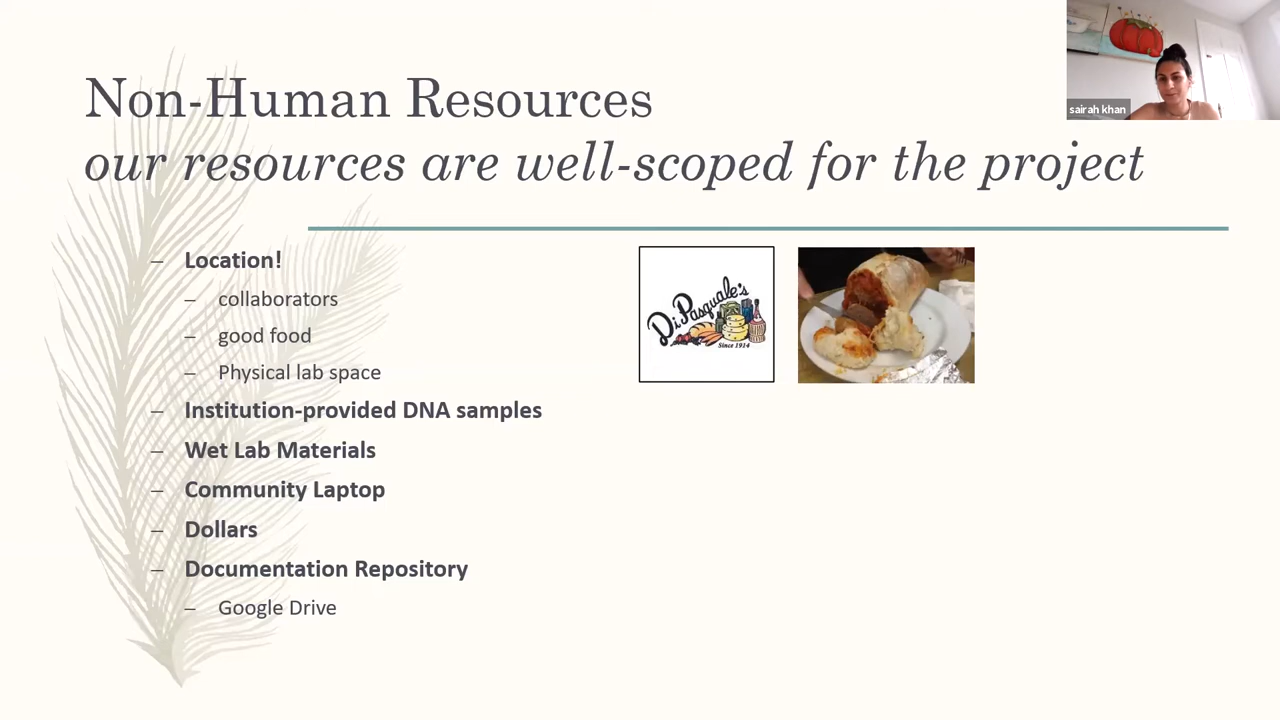 Non-Human Resources
our resources are well-scoped for the project
sairah khan
– Location!
– collaborators
– good food
– Physical lab space
– Institution-provided DNA samples
– Wet Lab Materials
– Community Laptop
– Dollars
– Documentation Repository
– Google Drive
DiPasquale's
Since 1914